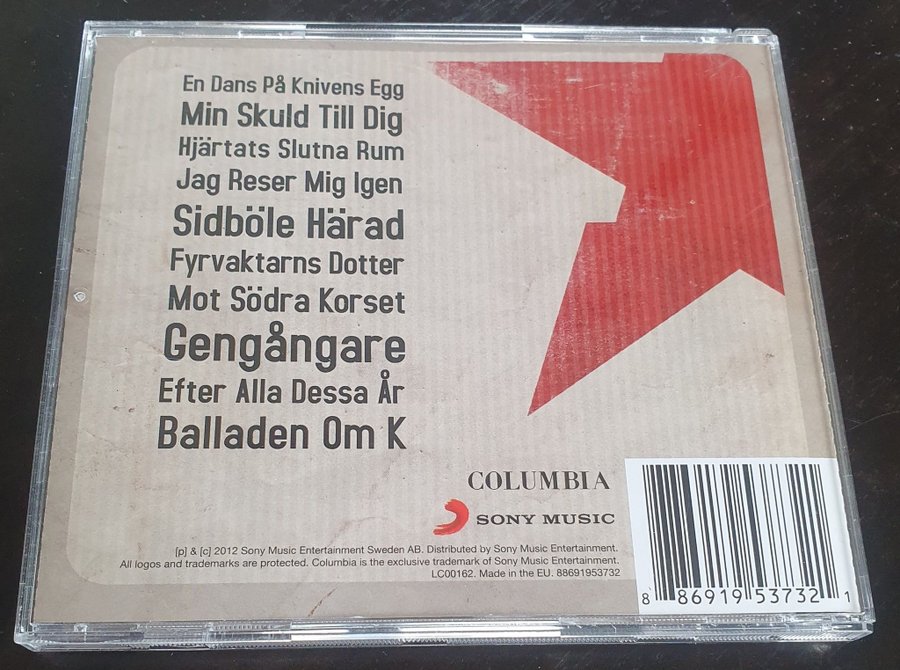 En Dans På Knivens Egg
Min Skuld Till Dig
Hjärtats Slutna Rum
Jag Reser Mig Igen
Sidböle Härad
Fyrvaktarns Dotter
Mot Södra Korset
Gengångare
Efter Alla Dessa År
Balladen Om K
COLUMBIA
SONY MUSIC
[p] & [c] 2012 Sony Music Entertainment Sweden AB. Distributed by Sony Music Entertainment.
All logos and trademarks are protected. Columbia is the exclusive trademark of Sony Music Entertainment.
LC00162. Made in the EU. 88691953732
8 86919 53732 1